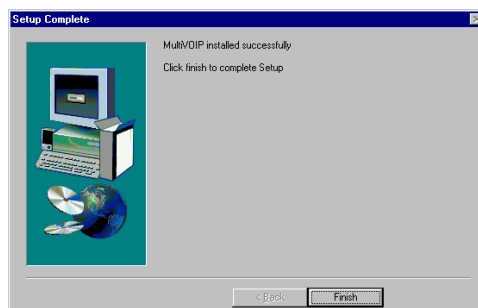 Setup Complete
MultiVOIP installed successfully
Click finish to complete Setup
< Back
Finish